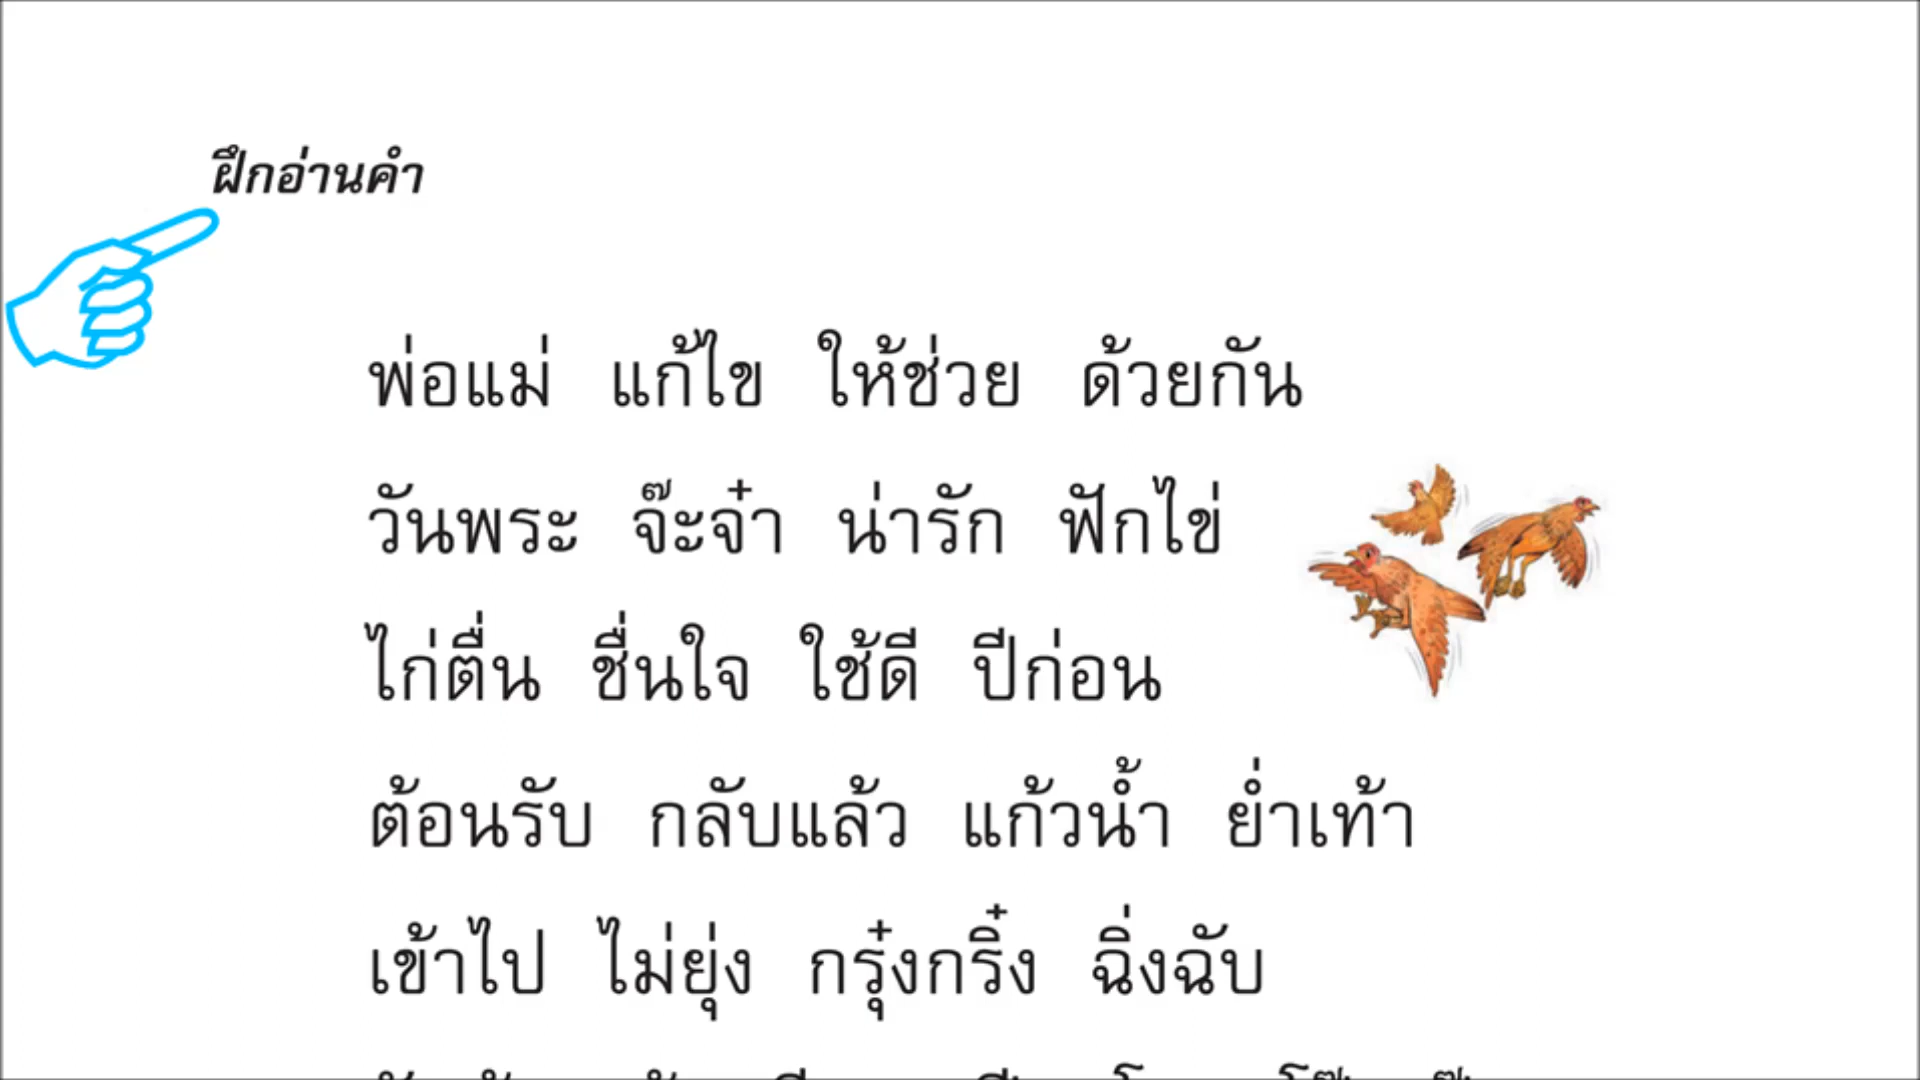 ฝึกอ่านคำ
พ่อแม่ แก้ไข ให้ช่วย ด้วยกัน
วันพระ จ๊ะจ๋า น่ารัก ฟักไข่
ไก่ตื่น ชื่นใจ ใช้ดี ปีก่อน
ต้อนรับ กลับแล้ว แก้วน้ำ ย่ำเท้า
เข้าไป ไม่ยุ่ง กรุ๋งกริ๋ง ฉิ่งฉับ